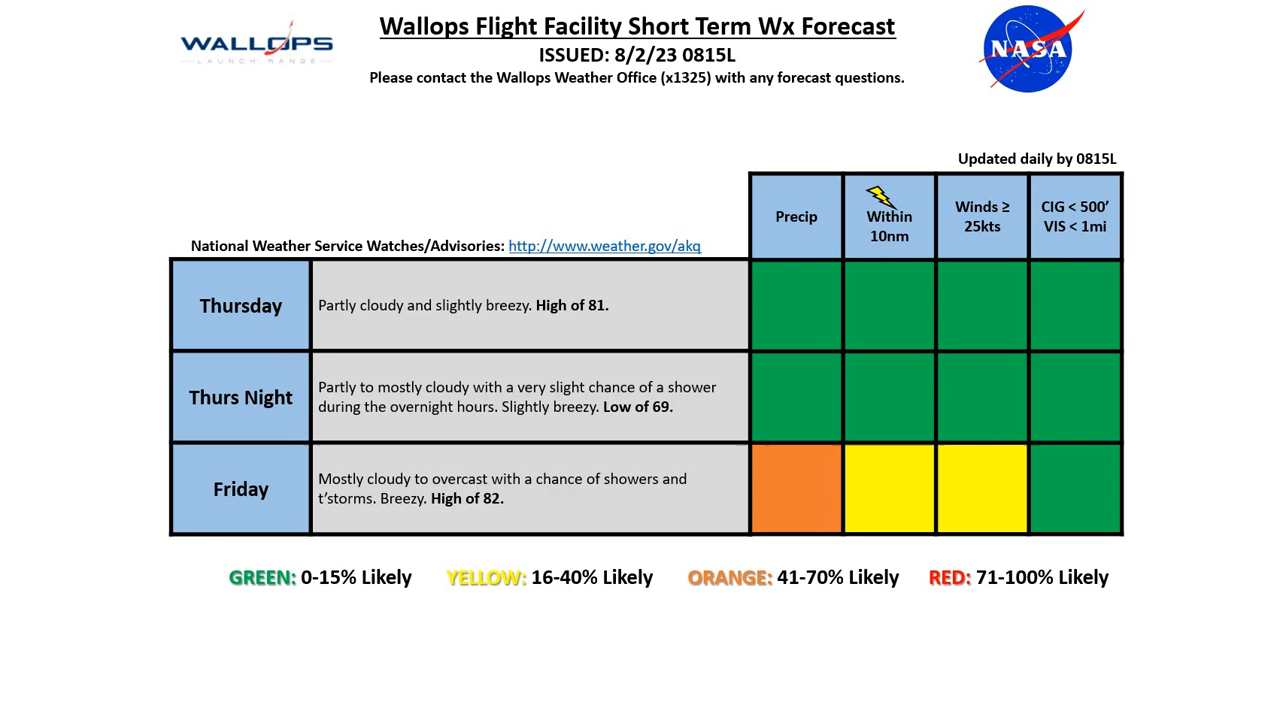 Wallops Flight Facility Short Term Wx Forecast
ISSUED: 8/2/23 0815L
Please contact the Wallops Weather Office (x1325) with any forecast questions.
WALLOPS
LAUNCH RANGE
NASA
Updated daily by 0815L
National Weather Service Watches/Advisories: http://www.weather.gov/akq
Precip
Within
10nm
Winds ≥
25kts
CIG < 500’
VIS < 1mi
Thursday
Partly cloudy and slightly breezy. High of 81.
Thurs Night
Partly to mostly cloudy with a very slight chance of a shower
during the overnight hours. Slightly breezy. Low of 69.
Friday
Mostly cloudy to overcast with a chance of showers and
t’storms. Breezy. High of 82.
GREEN: 0-15% Likely YELLOW: 16-40% Likely ORANGE: 41-70% Likely RED: 71-100% Likely